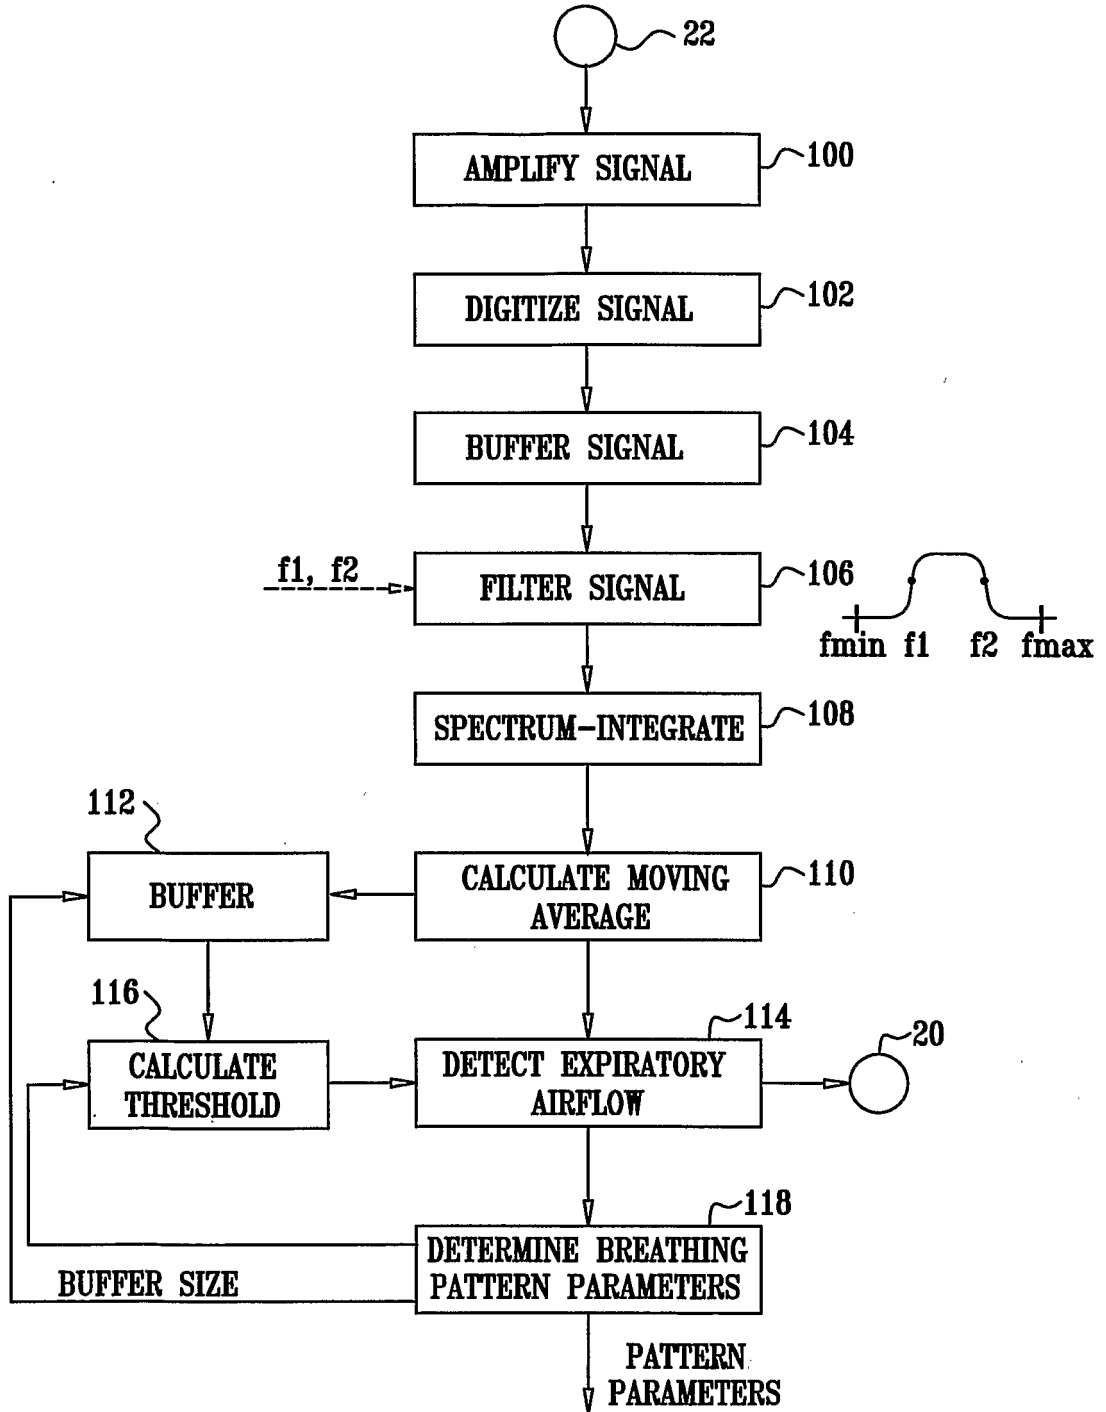 22
AMPLIFY SIGNAL
100
DIGITIZE SIGNAL
102
BUFFER SIGNAL
104
f1, f2
FILTER SIGNAL
106
fmin f1 f2 fmax
SPECTRUM-INTEGRATE
108
112
BUFFER
CALCULATE MOVING
AVERAGE
110
116
CALCULATE
THRESHOLD
114
DETECT EXPIRATORY
AIRFLOW
20
118
DETERMINE BREATHING
PATTERN PARAMETERS
BUFFER SIZE
PATTERN
PARAMETERS